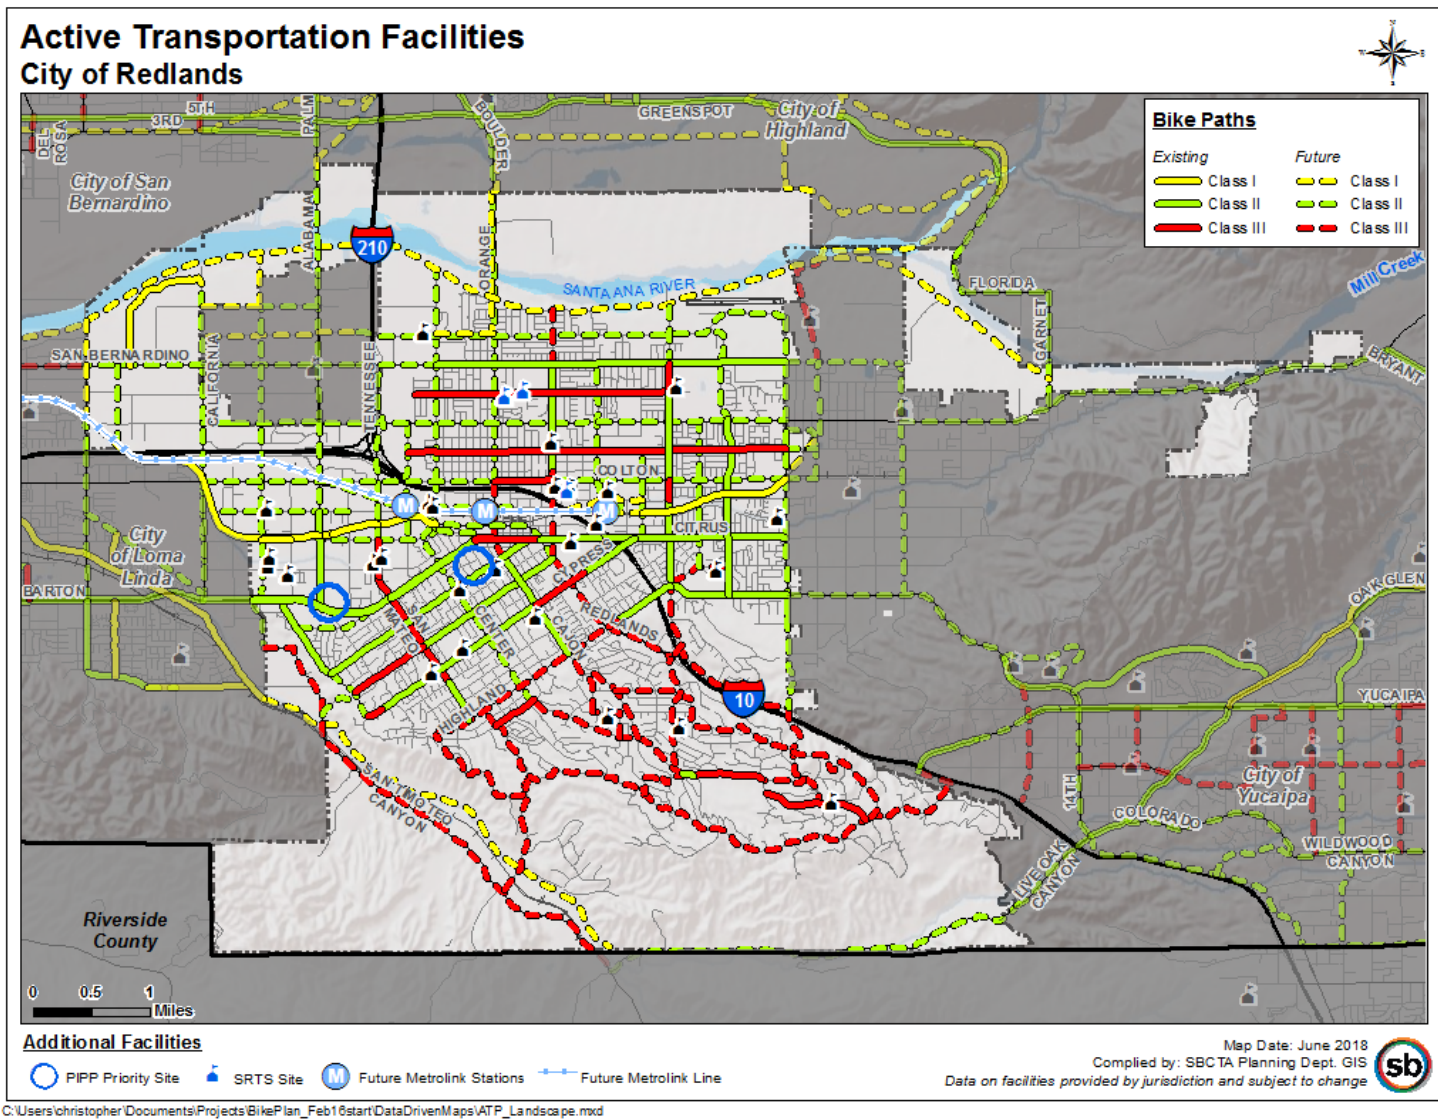 Active Transportation Facilities
City of Redlands
Bike Paths
Existing
Future
Class I
Class I
Class II
Class II
Class III
Class III
5TH
3RD
DEL
ROSA
PALM
BOULDER
GREENSPOT
City of
Highland
City of San
Bernardino
ALABAMA
210
ORANGE
SANTA ANA RIVER
FLORIDA
Mill Creek
GARNET
BRYANT
SAN BERNARDINO
CALIFORNIA
TENNESSEE
COLTON
M
M
M
CITRUS
City
of Loma
Linda
BARTON
CYPRESS
OAK GLEN
SAN
MATEO
CENTER
CAJON
REDLANDS
HIGHLAND
10
YUCAIPA
City of
Yucaipa
14TH
SAN TIMOTEO
CANYON
COLORADO
WILDWOOD
CANYON
LIVE OAK
CANYON
Riverside
County
0 0.5 1
Miles
Additional Facilities
PIPP Priority Site
SRTS Site
M
Future Metrolink Stations
Future Metrolink Line
Map Date: June 2018
Complied by: SBCTA Planning Dept. GIS
Data on facilities provided by jurisdiction and subject to change
sb
C:\Users\christopher\Documents\Projects\BikePlan_Feb16start\DataDrivenMaps\ATP_Landscape.mxd